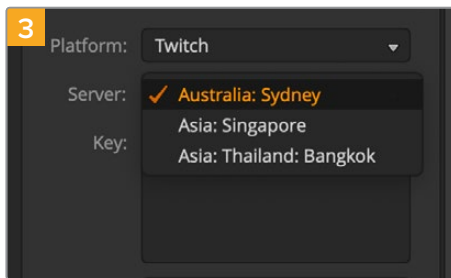 3
Platform: Twitch
Server: Australia: Sydney
Asia: Singapore
Key:
Asia: Thailand: Bangkok